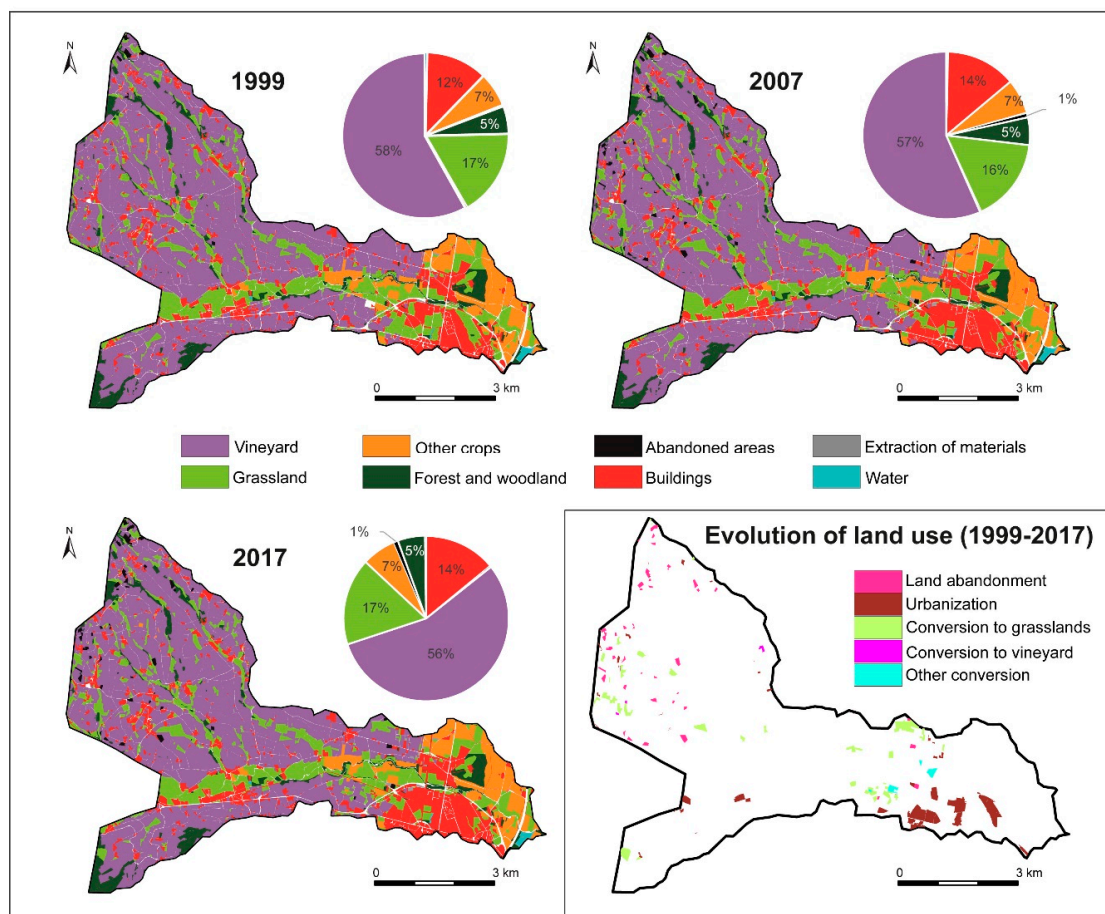 N
1999
12%
7%
5%
17%
58%
0
3 km
N
2007
14%
7%
1%
5%
16%
57%
0
3 km
Vineyard
Other crops
Abandoned areas
Extraction of materials
Grassland
Forest and woodland
Buildings
Water
N
2017
1%
5%
14%
7%
17%
56%
0
3 km
Evolution of land use (1999-2017)
Land abandonment
Urbanization
Conversion to grasslands
Conversion to vineyard
Other conversion
0
3 km